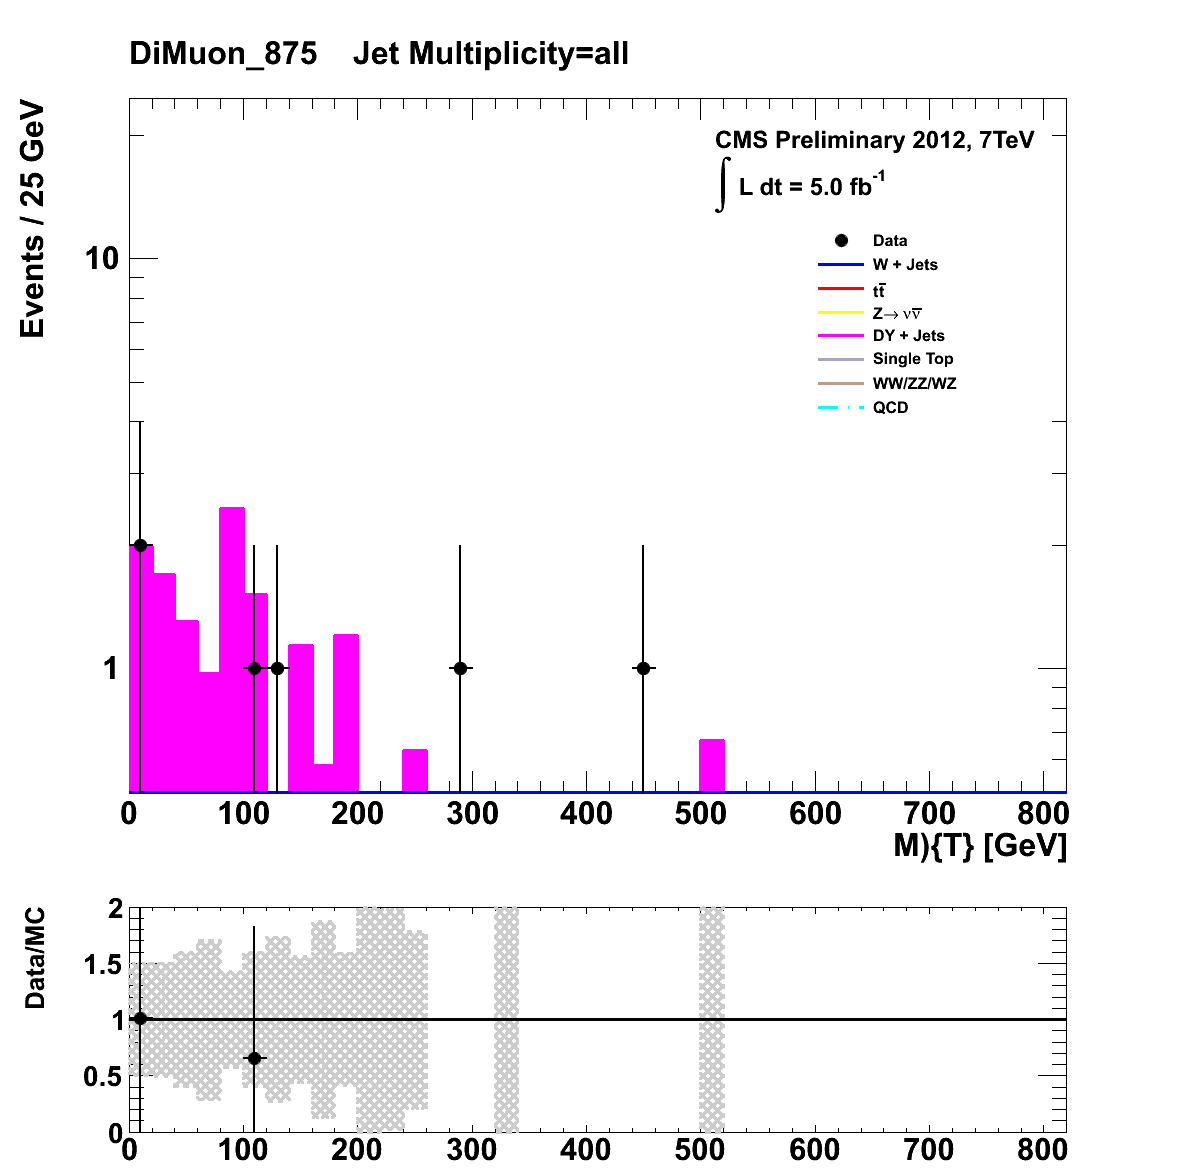 DiMuon_875    Jet Multiplicity=all
Events / 25 GeV
CMS Preliminary 2012, 7TeV
∫ L dt = 5.0 fb⁻¹
Data
W + Jets
tt̅
Z→ νν̅
DY + Jets
Single Top
WW/ZZ/WZ
QCD
10
1
0 100 200 300 400 500 600 700 800
M){T} [GeV]
Data/MC
2
1.5
1
0.5
0
0 100 200 300 400 500 600 700 800